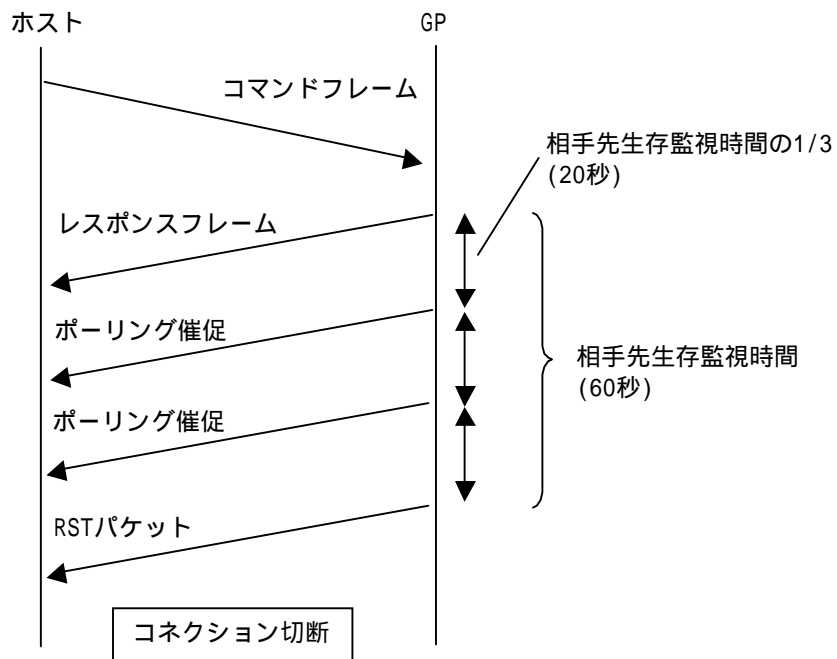 ホスト
GP
コマンドフレーム
相手先生存監視時間の1/3
(20秒)
レスポンスフレーム
ポーリング催促
相手先生存監視時間
(60秒)
ポーリング催促
RSTパケット
コネクション切断